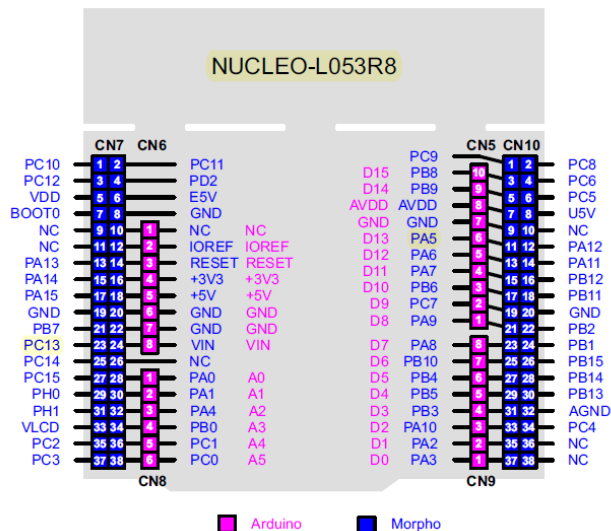 NUCLEO-L053R8
CN7 CN6 CN5 CN10
PC10 1 2 PC11 PC9 1 2 PC8
PC12 3 4 PD2 D15 PB8 10 3 4 PC6
VDD 5 6 E5V D14 PB9 9 5 6 PC5
BOOT0 7 8 GND AVDD AVDD 8 7 8 U5V
NC 9 10 1 NC NC GND GND 7 9 10 NC
NC 11 12 2 IOREF IOREF D13 PA5 6 11 12 PA12
PA13 13 14 3 RESET RESET D12 PA6 5 13 14 PA11
PA14 15 16 4 +3V3 +3V3 D11 PA7 4 15 16 PB12
PA15 17 18 5 +5V +5V D10 PB6 3 17 18 PB11
GND 19 20 6 GND GND D9 PC7 2 19 20 GND
PB7 21 22 7 GND GND D8 PA9 1 21 22 PB2
PC13 23 24 8 VIN VIN D7 PA8 8 23 24 PB1
PC14 25 26 NC D6 PB10 7 25 26 PB15
PC15 27 28 1 PA0 A0 D5 PB4 6 27 28 PB14
PH0 29 30 2 PA1 A1 D4 PB5 5 29 30 PB13
PH1 31 32 3 PA4 A2 D3 PB3 4 31 32 AGND
VLCD 33 34 4 PB0 A3 D2 PA10 3 33 34 PC4
PC2 35 36 5 PC1 A4 D1 PA2 2 35 36 NC
PC3 37 38 6 PC0 A5 D0 PA3 1 37 38 NC
CN8 CN9
Arduino Morpho